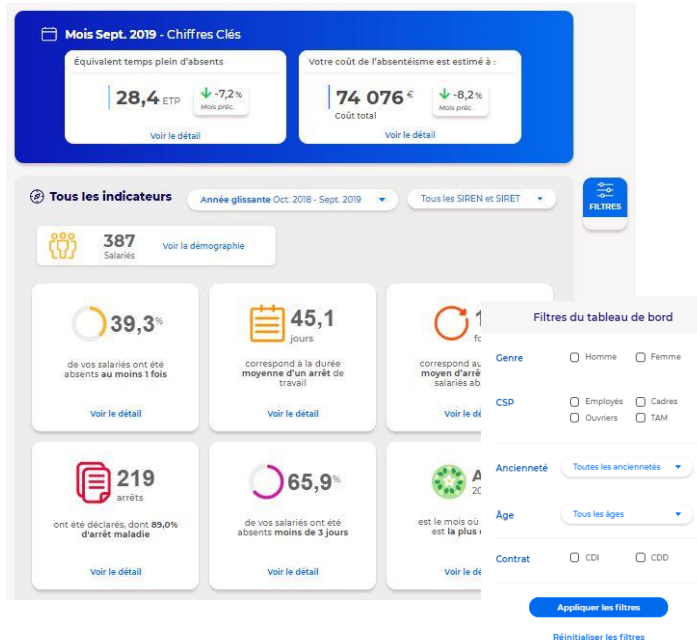 Mois Sept. 2019 - Chiffres Clés
Équivalent temps plein d'absents
28,4 ETP
-7,2%
Mois préc.
Voir le détail
Votre coût de l'absentéisme est estimé à :
74 076 €
Coût total
-8,2%
Mois préc.
Voir le détail
Tous les indicateurs
Année glissante Oct. 2018 - Sept. 2019
Tous les SIREN et SIRET
FILTRES
387
Salariés
Voir la démographie
39,3%
de vos salariés ont été
absents au moins 1 fois
Voir le détail
45,1
jours
correspond à la durée
moyenne d'un arrêt de
travail
Voir le détail
correspond au
moyen d'arrê
salariés ab
Voir le dé
219
arrêts
ont été déclarés, dont 89,0%
d'arrêt maladie
Voir le détail
65,9%
de vos salariés ont été
absents moins de 3 jours
Voir le détail
A
20
est le mois où
est la plus
Voir le dé
Filtres du tableau de bord
Genre
Homme
Femme
CSP
Employés
Cadres
Ouvriers
TAM
Ancienneté
Toutes les anciennetés
Âge
Tous les âges
Contrat
CDI
CDD
Appliquer les filtres
Réinitialiser les filtres